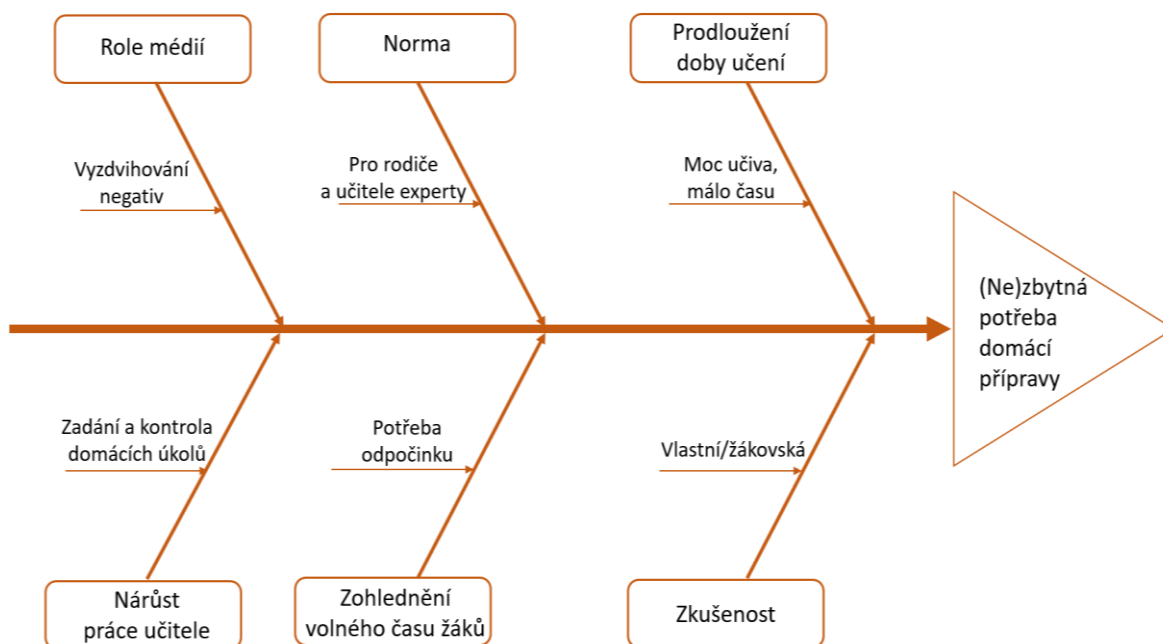 Role médií
Norma
Prodloužení
doby učení
Vyzdvihování
negativ
Pro rodiče
a učitele experty
Moc učiva,
málo času
(Ne)zbytná
potřeba
domácí
přípravy
Zadání a kontrola
domácích úkolů
Potřeba
odpočinku
Vlastní/žákovská
Nárůst
práce učitele
Zohlednění
volného času žáků
Zkušenost